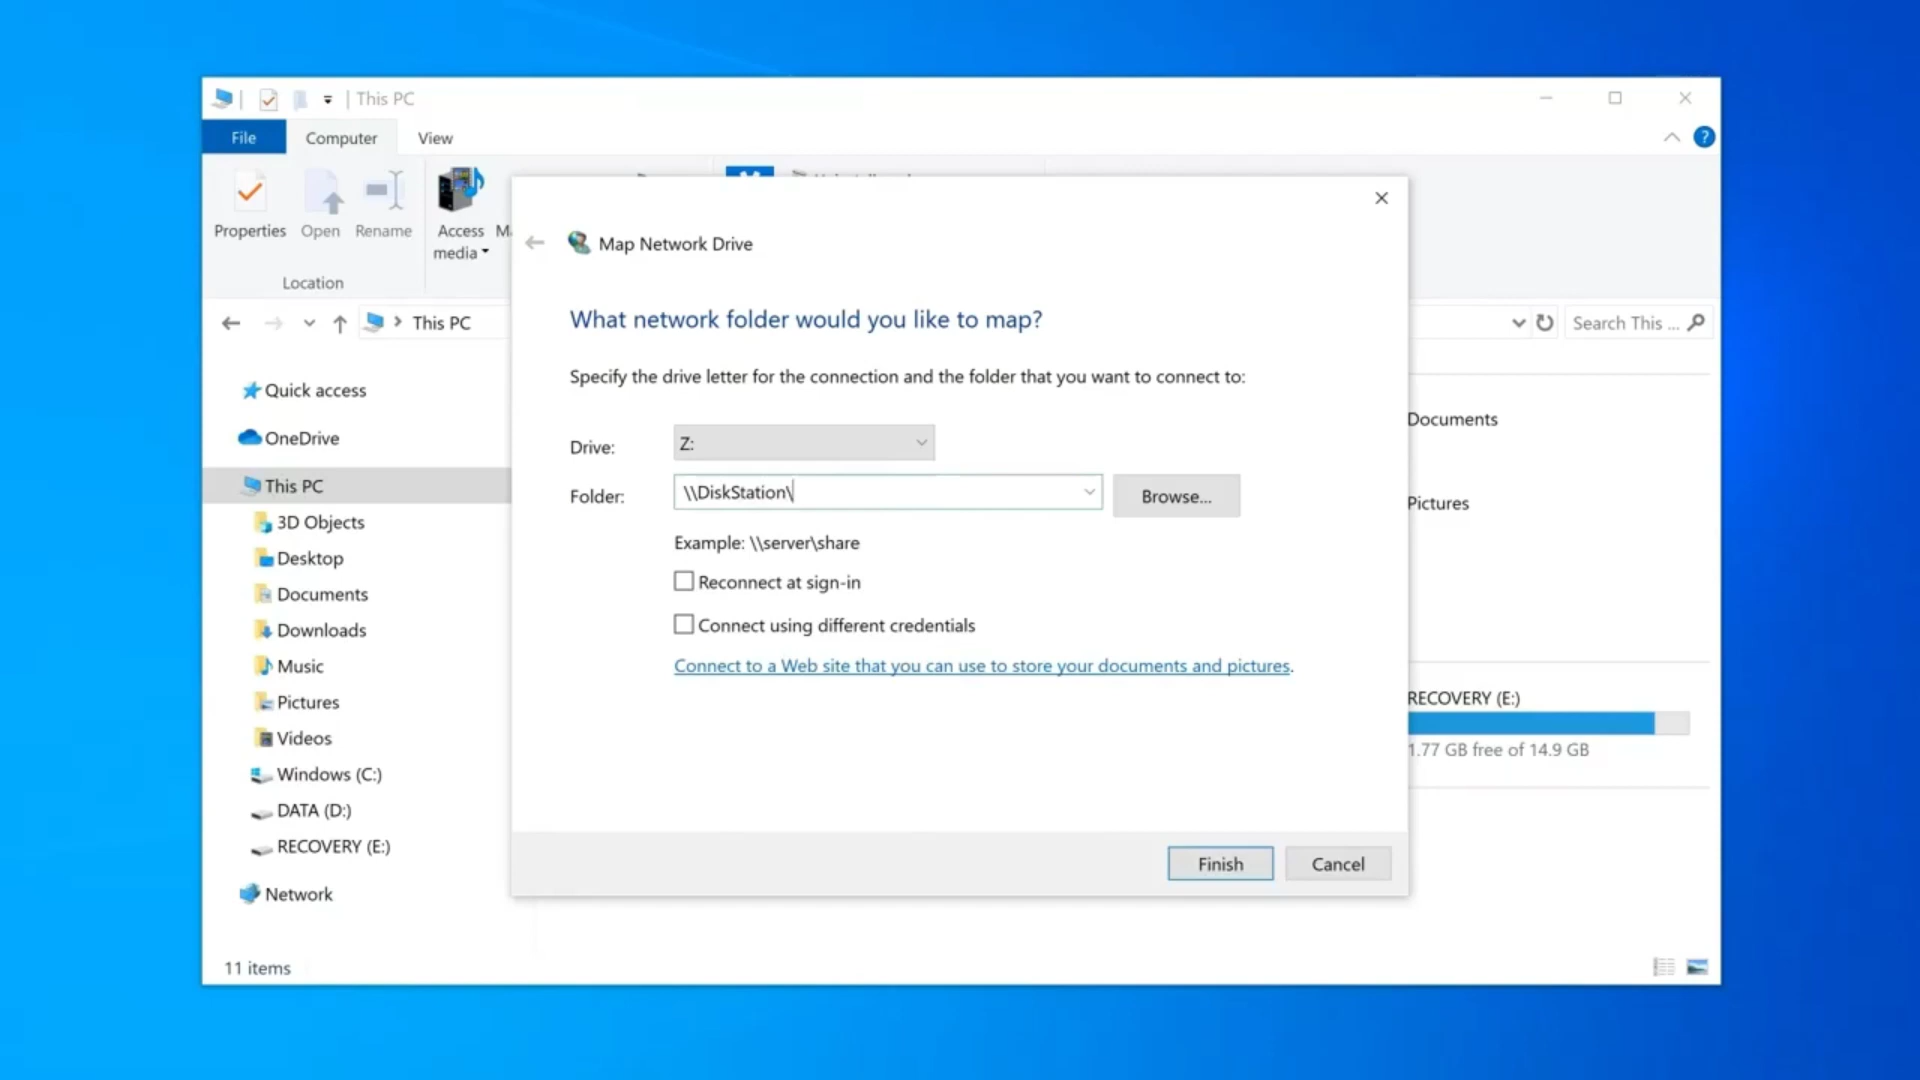 This PC
File
Computer
View
Properties
Open
Rename
Access
media
Location
This PC
Search This ...
Map Network Drive
What network folder would you like to map?
Specify the drive letter for the connection and the folder that you want to connect to:
Drive:
Z:
Folder:
\\DiskStation\
Browse...
Example: \\server\share
Reconnect at sign-in
Connect using different credentials
Connect to a Web site that you can use to store your documents and pictures.
Finish
Cancel
Quick access
OneDrive
This PC
3D Objects
Desktop
Documents
Downloads
Music
Pictures
Videos
Windows (C:)
DATA (D:)
RECOVERY (E:)
Network
Documents
Pictures
RECOVERY (E:)
1.77 GB free of 14.9 GB
11 items